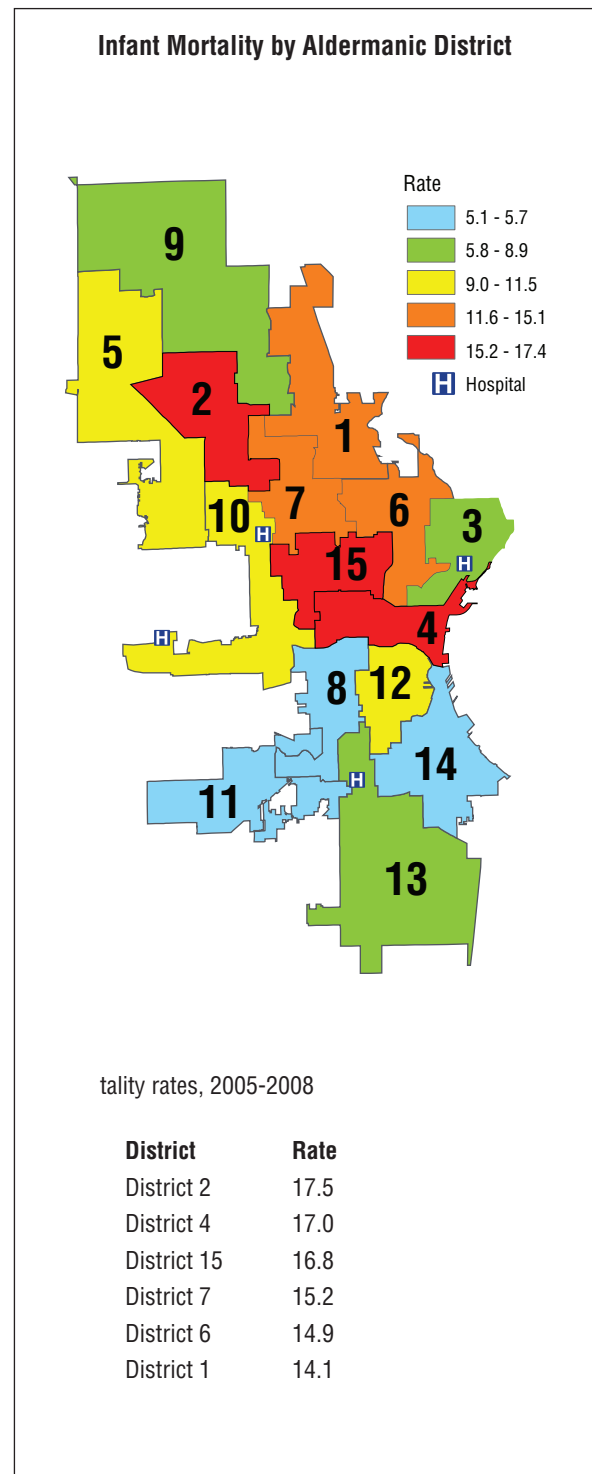 Infant Mortality by Aldermanic District
Rate
5.1 - 5.7
5.8 - 8.9
9.0 - 11.5
11.6 - 15.1
15.2 - 17.4
H Hospital
9
5
2
1
7
6
3
10
H
15
H
4
H
8
12
14
11
H
13
tality rates, 2005-2008
District Rate
District 2 17.5
District 4 17.0
District 15 16.8
District 7 15.2
District 6 14.9
District 1 14.1